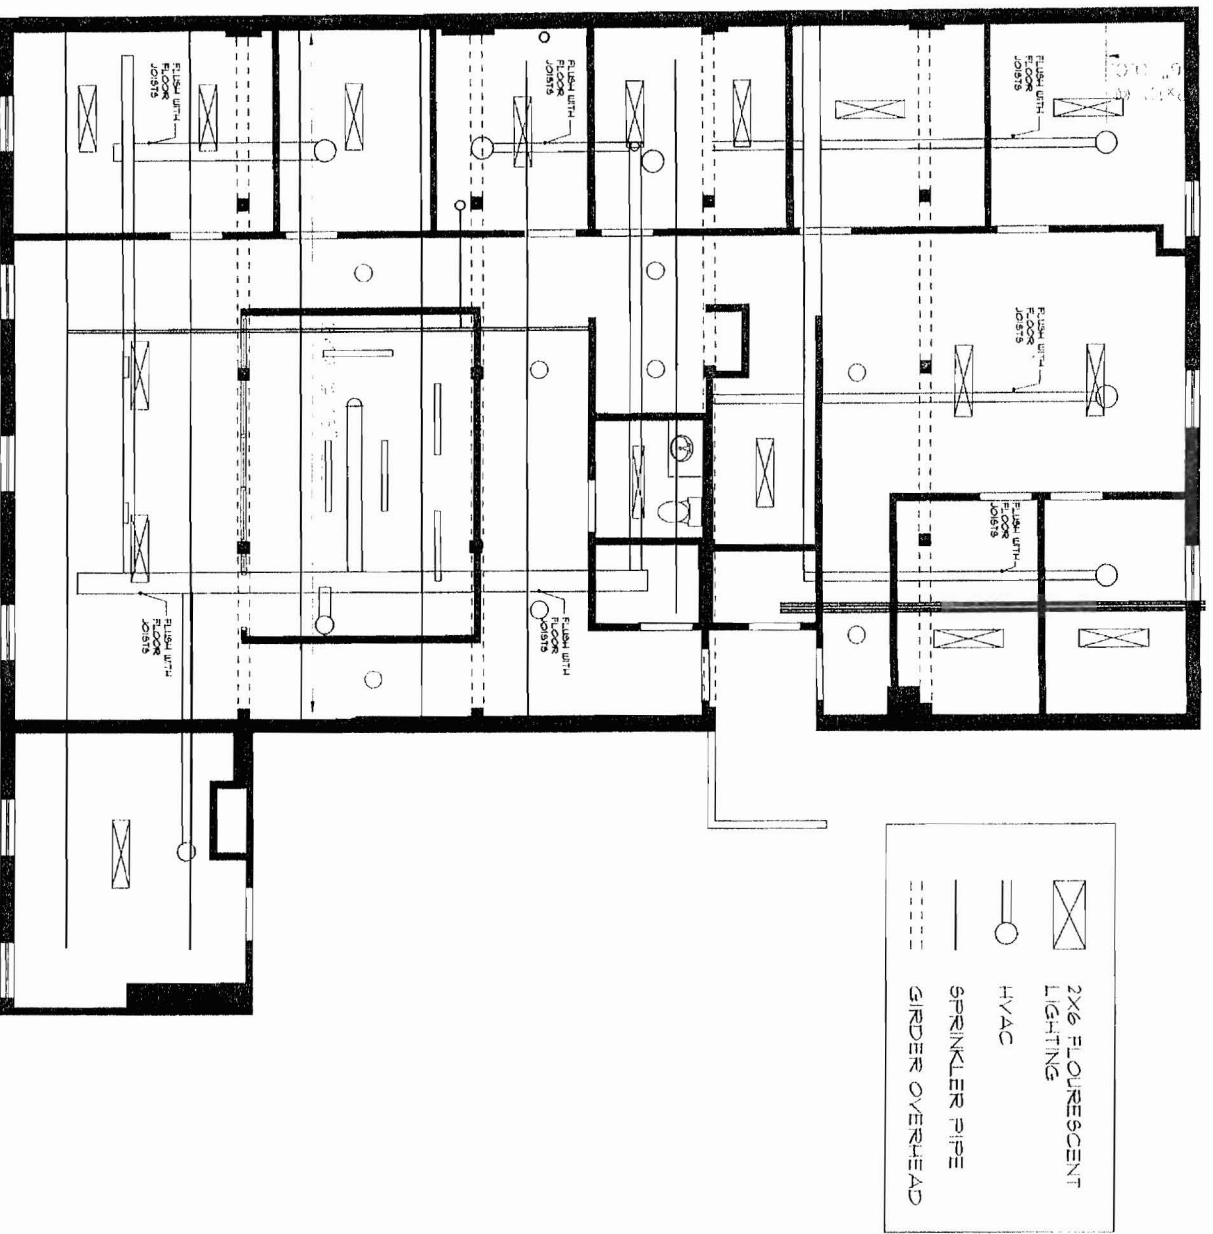 FLUSH WITH
FLOOR
JOISTS
FLUSH WITH
FLOOR
JOISTS
FLUSH WITH
FLOOR
JOISTS
FLUSH WITH
FLOOR
JOISTS
FLUSH WITH
FLOOR
JOISTS
FLUSH WITH
FLOOR
JOISTS
FLUSH WITH
FLOOR
JOISTS
2X6 FLOURESCENT
LIGHTING
HVAC
SPRINKLER PIPE
GIRDER OVERHEAD